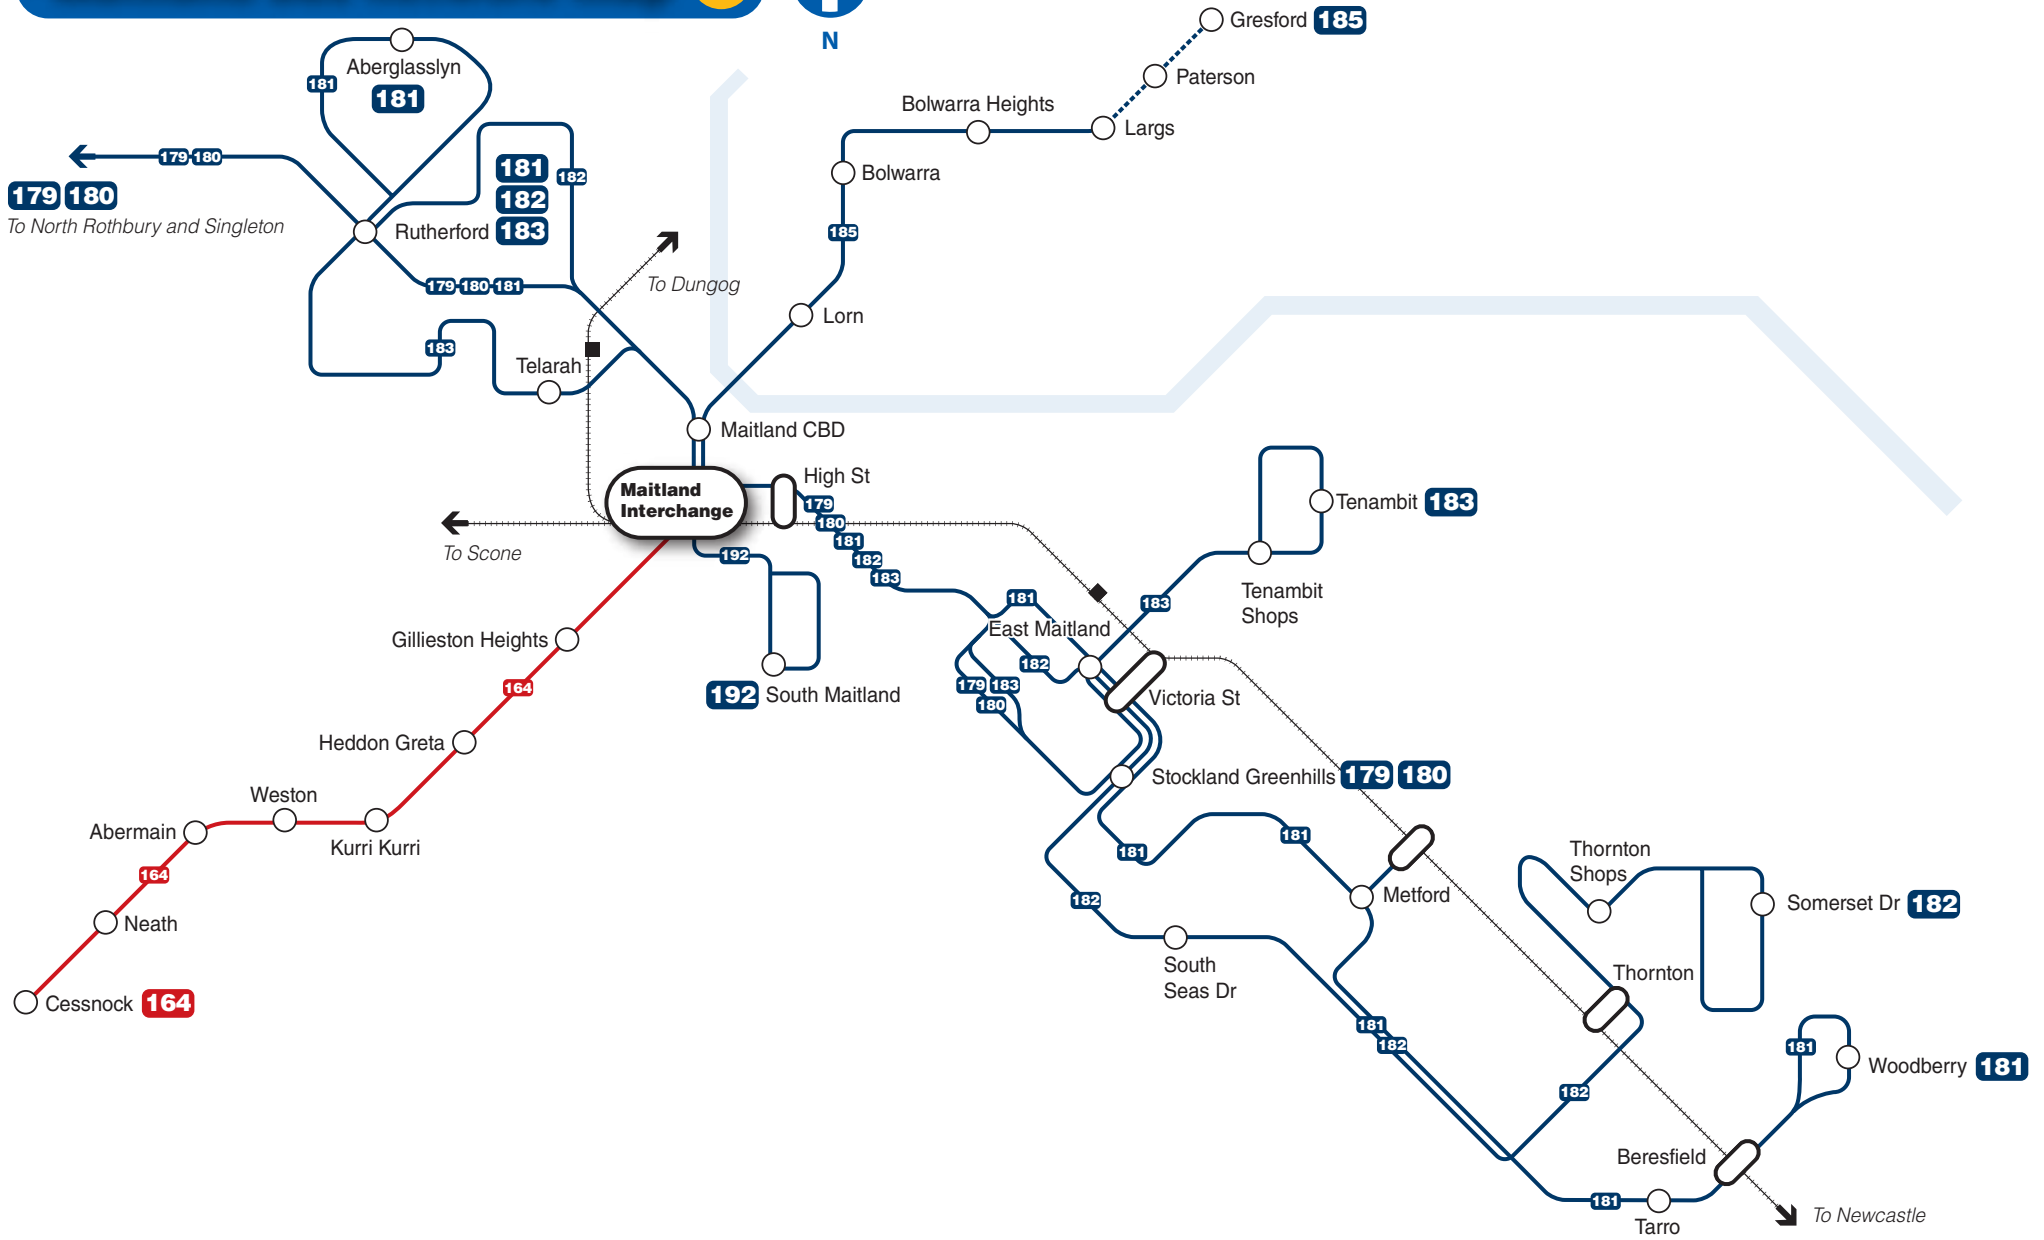 N
Gresford 185
Paterson
Bolwarra Heights
Largs
Bolwarra
185
Lorn
Aberglasslyn
181
181
179 180
179 180
To North Rothbury and Singleton
181
182
Rutherford 183
182
179 180 181
To Dungog
183
Telarah
Maitland CBD
Maitland
Interchange
High St
179
180
181
182
183
To Scone
192
192 South Maitland
Gillieston Heights
164
Heddon Greta
Weston
Kurri Kurri
Abermain
164
Neath
Cessnock 164
Tenambit 183
Tenambit
Shops
183
181
East Maitland
182
179 183
180
Victoria St
Stockland Greenhills 179 180
181
181
Metford
182
South
Seas Dr
181
182
Thornton
Shops
Somerset Dr 182
Thornton
182
181
Woodberry 181
Beresfield
181
Tarro
To Newcastle